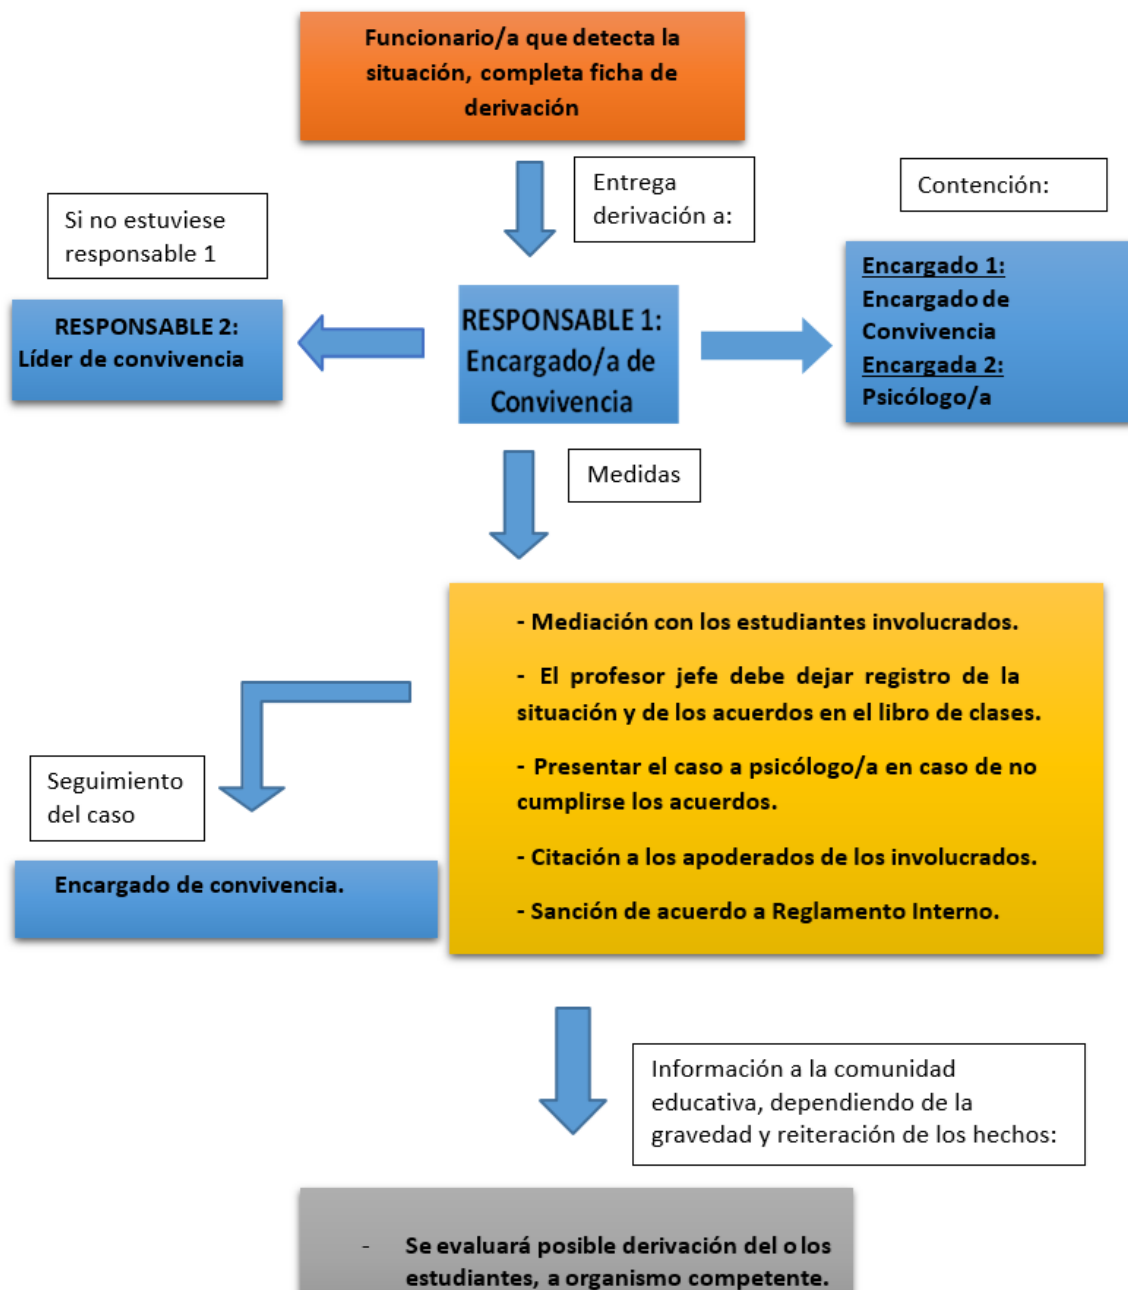 Funcionario/a que detecta la
situación, completa ficha de
derivación
Entrega
derivación a:
Contención:
Si no estuviese
responsable 1
RESPONSABLE 2:
Líder de convivencia
RESPONSABLE 1:
Encargado/a de
Convivencia
Encargado 1:
Encargado de
Convivencia
Encargada 2:
Psicólogo/a
Medidas
- Mediación con los estudiantes involucrados.
- El profesor jefe debe dejar registro de la
situación y de los acuerdos en el libro de clases.
- Presentar el caso a psicólogo/a en caso de no
cumplirse los acuerdos.
- Citación a los apoderados de los involucrados.
- Sanción de acuerdo a Reglamento Interno.
Seguimiento
del caso
Encargado de convivencia.
Información a la comunidad
educativa, dependiendo de la
gravedad y reiteración de los hechos:
- Se evaluará posible derivación del o los
estudiantes, a organismo competente.